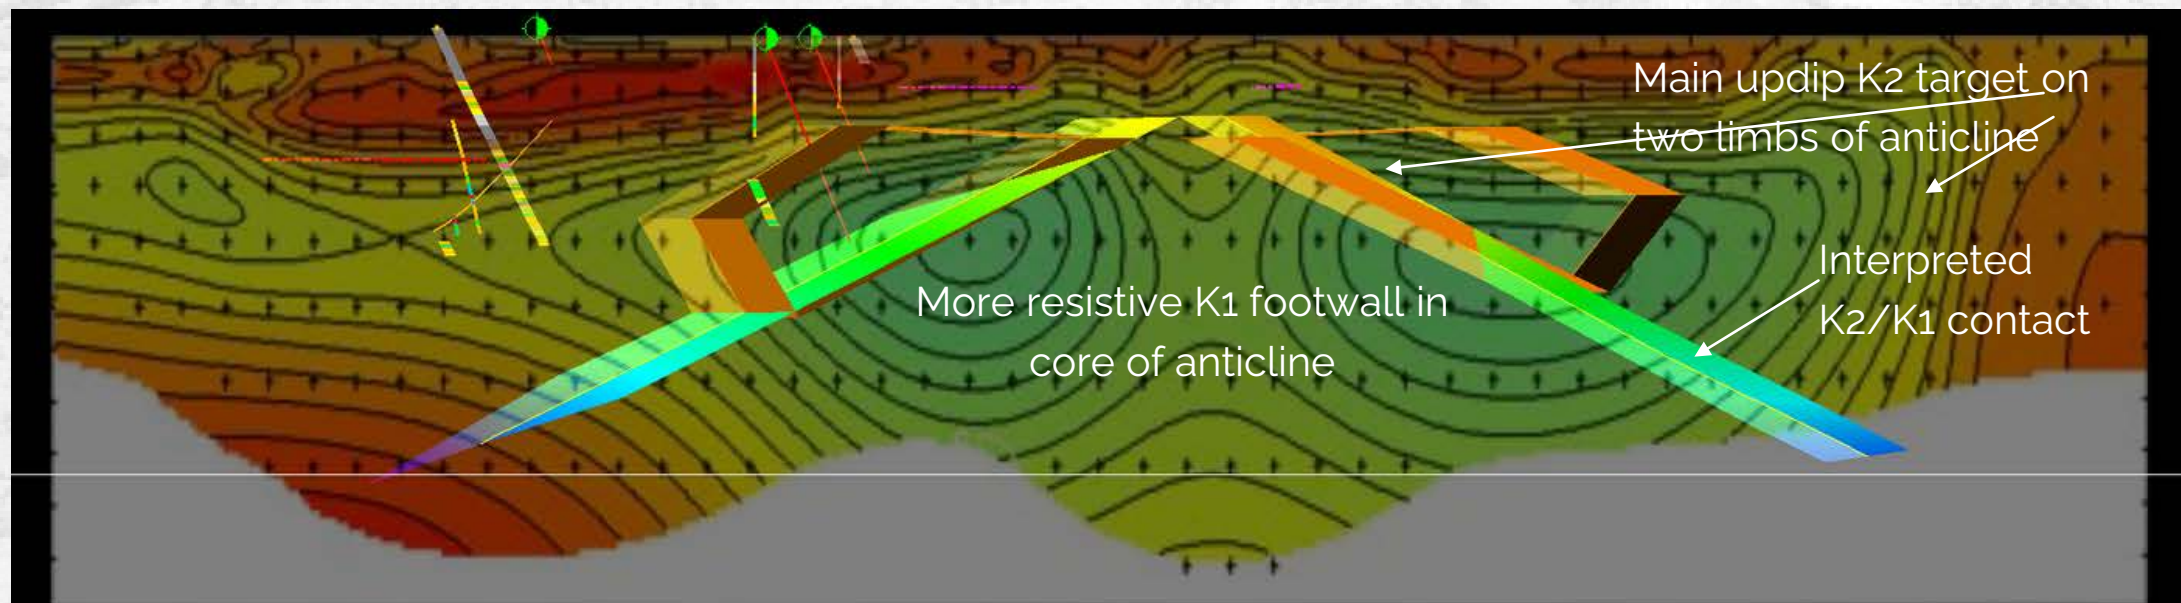 Main updip K2 target on
two limbs of anticline
Interpreted
K2/K1 contact
More resistive K1 footwall in
core of anticline